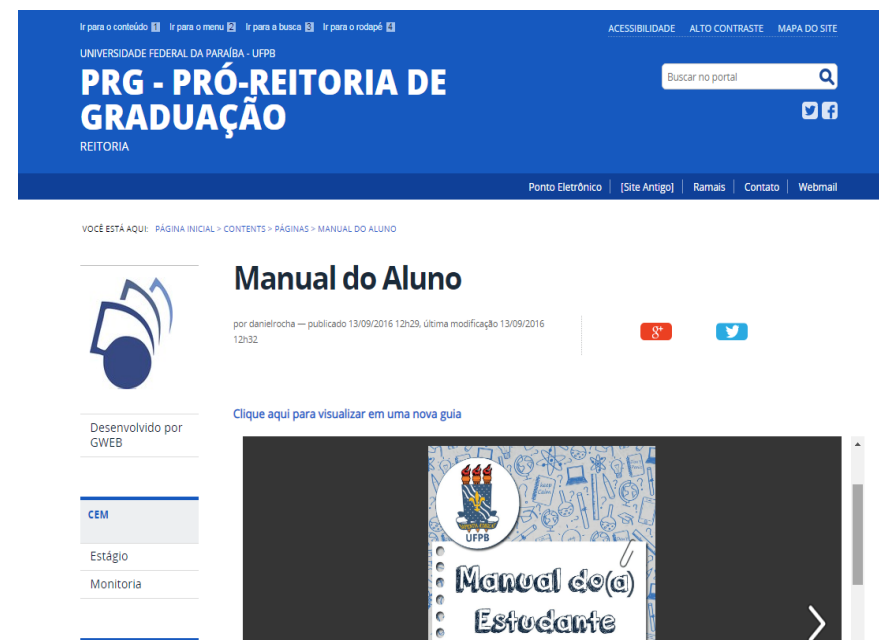 Ir para o conteúdo 1 Ir para o menu 2 Ir para a busca 3 Ir para o rodapé 4
ACESSIBILIDADE ALTO CONTRASTE MAPA DO SITE
UNIVERSIDADE FEDERAL DA PARAÍBA - UFPB
PRG - PRÓ-REITORIA DE
GRADUAÇÃO
REITORIA
Buscar no portal
Ponto Eletrônico [Site Antigo] Ramais Contato Webmail
VOCÊ ESTÁ AQUI: PÁGINA INICIAL > CONTENTS > PÁGINAS > MANUAL DO ALUNO
Manual do Aluno
por danielrocha — publicado 13/09/2016 12h29, última modificação 13/09/2016
12h32
g+
Clique aqui para visualizar em uma nova guia
Desenvolvido por
GWEB
CEM
Estágio
Monitoria
UFPB
Manual do(a)
Estudante